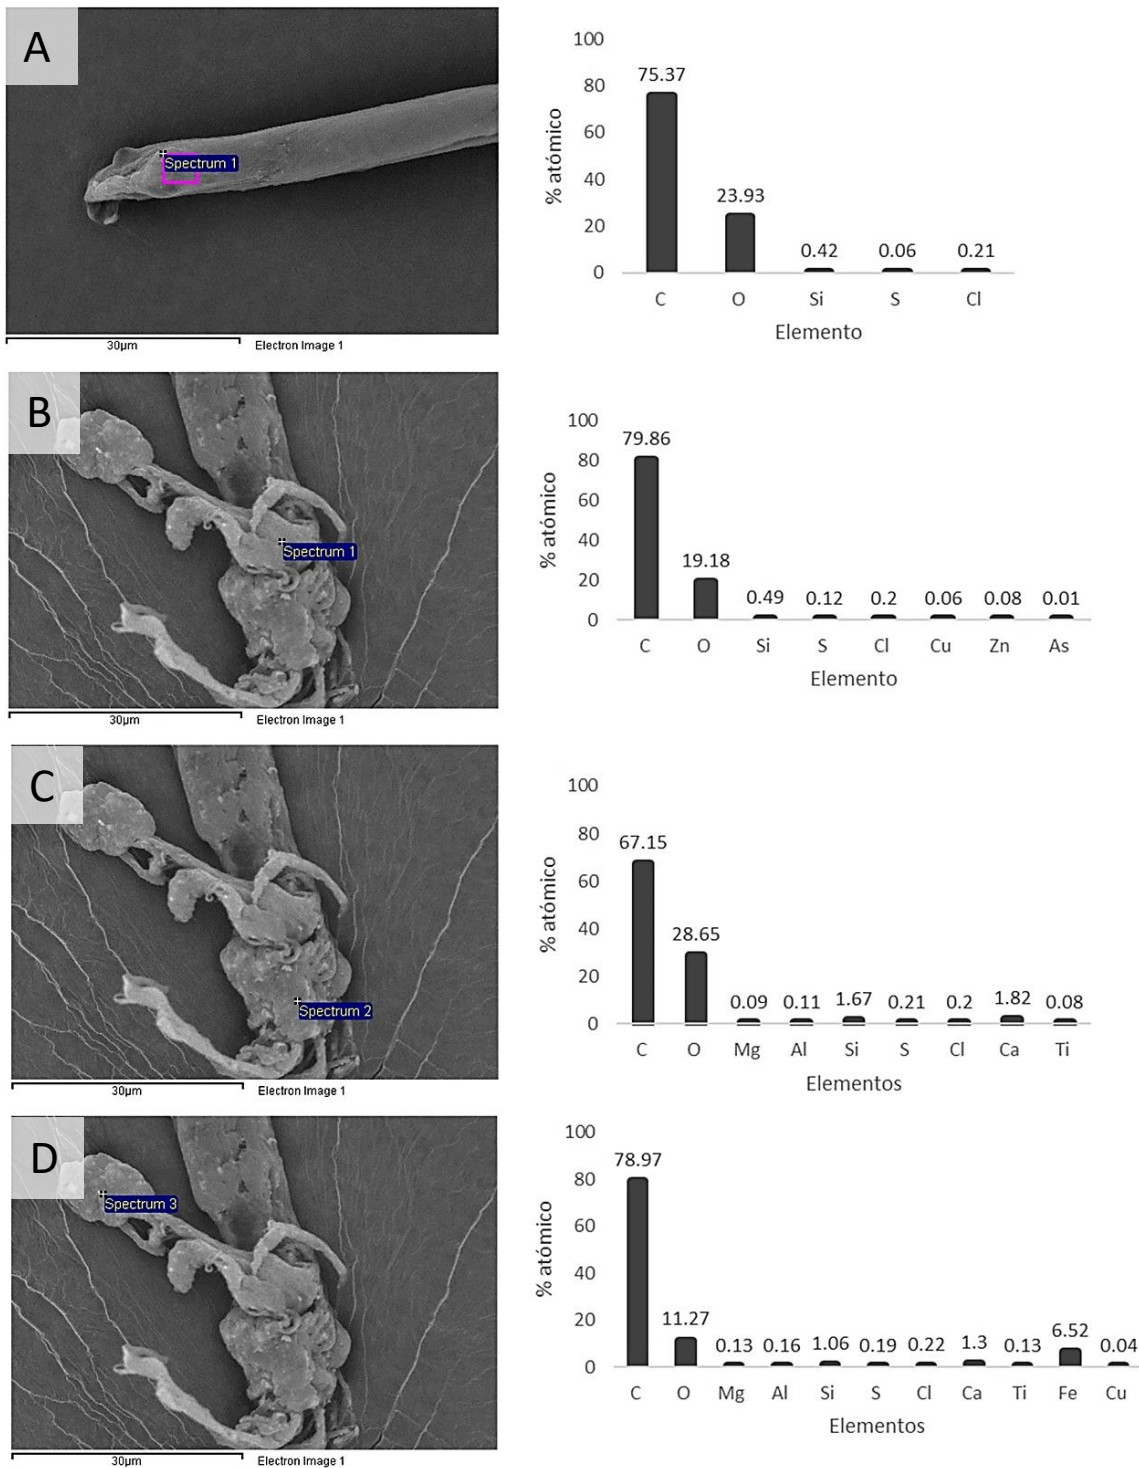 A
Spectrum 1
30µm Electron Image 1
100
80
60
40
20
0
% atómico
75.37
23.93
0.42
0.06
0.21
C O Si S Cl
Elemento
B
Spectrum 1
30µm Electron Image 1
100
80
60
40
20
0
% atómico
79.86
19.18
0.49
0.12
0.2
0.06
0.08
0.01
C O Si S Cl Cu Zn As
Elemento
C
Spectrum 2
30µm Electron Image 1
100
80
60
40
20
0
% atómico
67.15
28.65
0.09
0.11
1.67
0.21
0.2
1.82
0.08
C O Mg Al Si S Cl Ca Ti
Elementos
D
Spectrum 3
30µm Electron Image 1
100
80
60
40
20
0
% atómico
78.97
11.27
0.13
0.16
1.06
0.19
0.22
1.3
0.13
6.52
0.04
C O Mg Al Si S Cl Ca Ti Fe Cu
Elementos